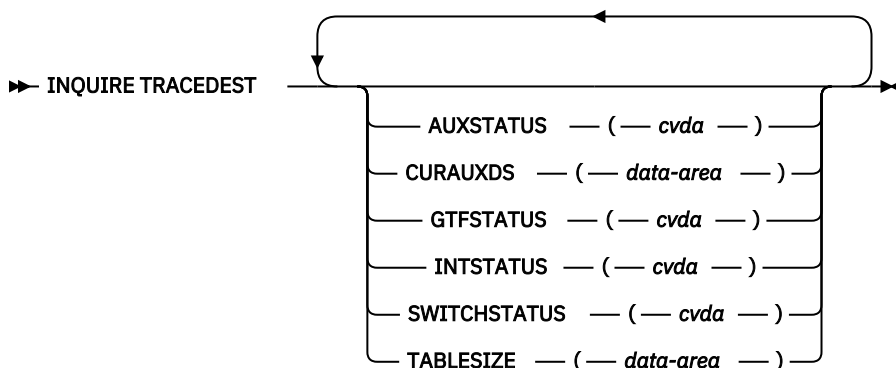 INQUIRE TRACEDEST
AUXSTATUS ( cvda )
CURAUXDS ( data-area )
GTFSTATUS ( cvda )
INTSTATUS ( cvda )
SWITCHSTATUS ( cvda )
TABLESIZE ( data-area )